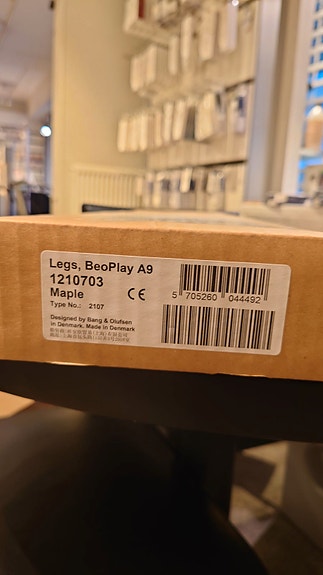 Legs, BeoPlay A9
1210703
Maple
Type No.: 2107
CE
5 705260 044492
Designed by Bang & Olufsen
in Denmark. Made in Denmark